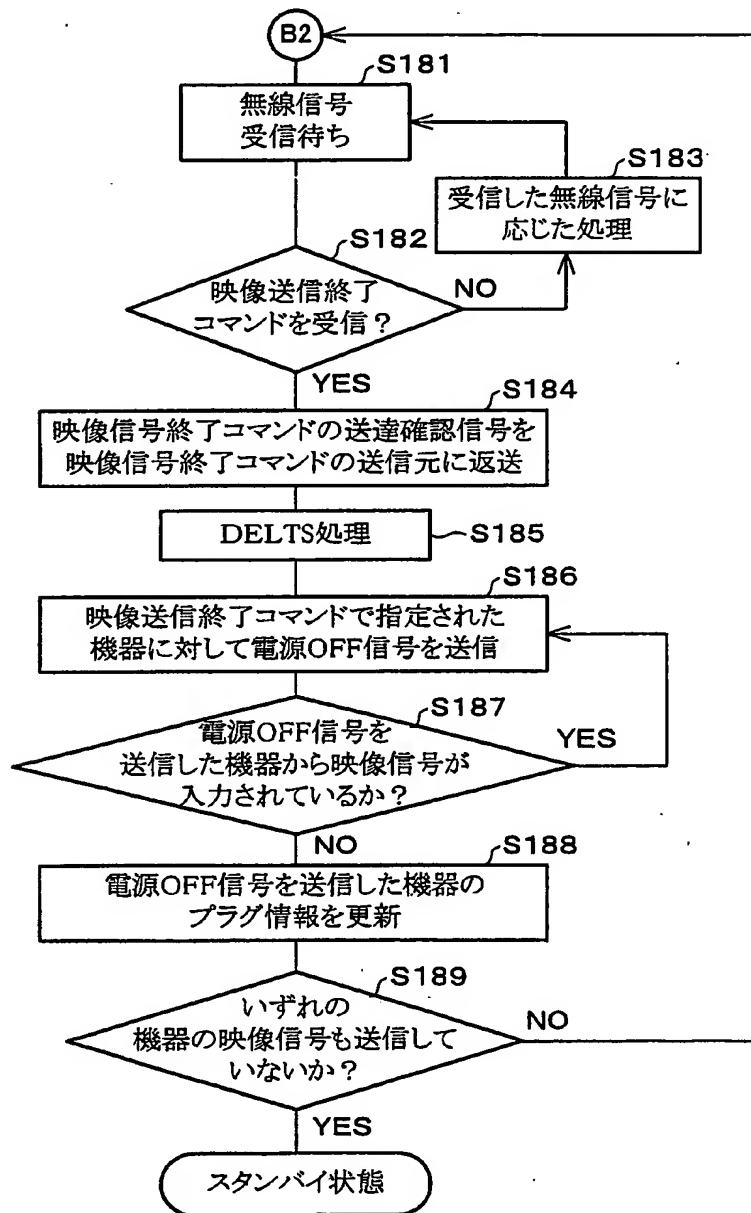 B2
S181
無線信号
受信待ち
S183
受信した無線信号に
応じた処理
S182
映像送信終了
コマンドを受信？
NO
YES
S184
映像信号終了コマンドの送達確認信号を
映像信号終了コマンドの送信元に返送
DELTS処理
S185
S186
映像送信終了コマンドで指定された
機器に対して電源OFF信号を送信
S187
電源OFF信号を
送信した機器から映像信号が
入力されているか？
YES
NO
S188
電源OFF信号を送信した機器の
プラグ情報を更新
S189
いずれの
機器の映像信号も送信して
いないか？
NO
YES
スタンバイ状態